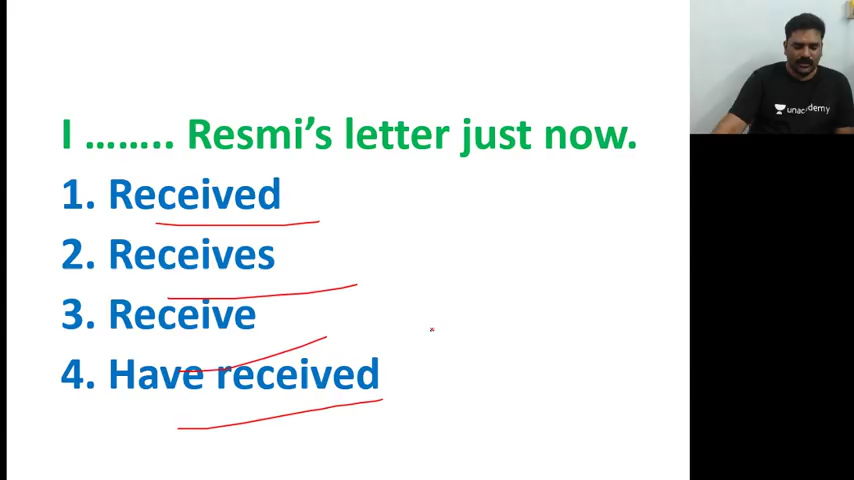 I …….. Resmi’s letter just now.
1. Received
2. Receives
3. Receive
4. Have received
unacademy